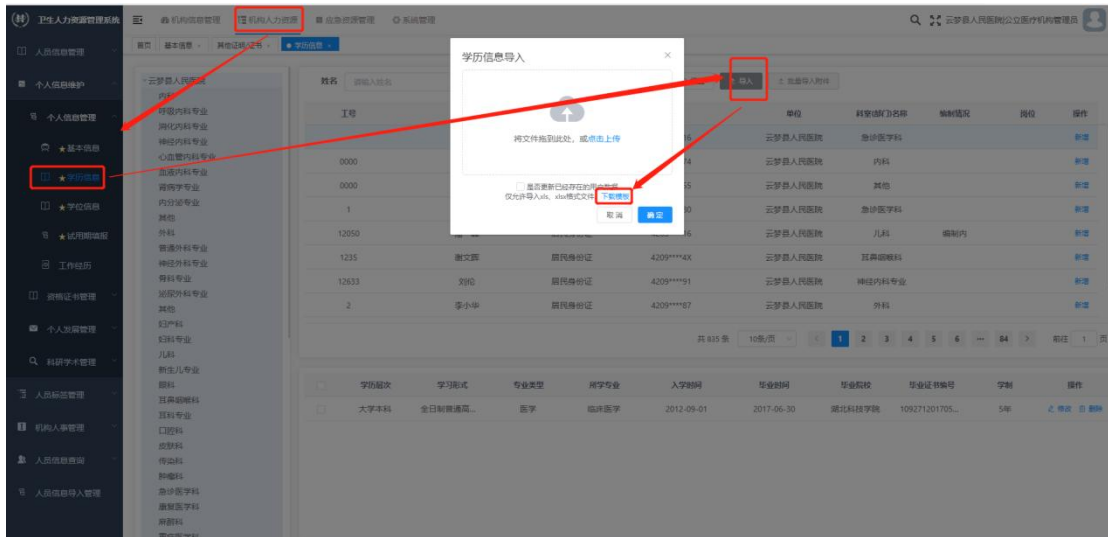 卫生人力资源管理系统
机构信息管理 机构人力资源 应急资源管理 系统管理
云梦县人民医院(公立医疗机构管理员
首页 基本信息 其他证明/证书 学历信息
人员信息管理
个人信息维护
个人信息管理
★基本信息
★学历信息
★学位信息
★试用期填报
工作经历
资格证书管理
个人发展管理
科研学术管理
人员标签管理
机构人事管理
人员信息查询
人员信息导入管理
云梦县人民医院
内科
呼吸内科专业
消化内科专业
神经内科专业
心血管内科专业
血液内科专业
肾病学专业
内分泌专业
其他
外科
普通外科专业
神经外科专业
骨科专业
泌尿外科专业
其他
妇产科
妇科专业
儿科
新生儿专业
眼科
耳鼻咽喉科
耳科专业
口腔科
皮肤科
传染科
肿瘤科
急诊医学科
康复医学科
麻醉科
姓名 请输入姓名
导入 批量导入附件
工号 单位 科室(部门)名称 编制情况 岗位 操作
云梦县人民医院 急诊医学科 新增
0000 云梦县人民医院 内科 新增
0000 云梦县人民医院 其他 新增
1 云梦县人民医院 急诊医学科 新增
12050 云梦县人民医院 儿科 编制内 新增
1235 谢文辉 居民身份证 4209****4X 云梦县人民医院 耳鼻咽喉科 新增
12633 刘伦 居民身份证 4209****91 云梦县人民医院 神经内科专业 新增
2 李小华 居民身份证 4209****87 云梦县人民医院 外科 新增
共 835 条 10条/页 1 2 3 4 5 6 ··· 84 前往 1 页
学历层次 学习形式 专业类型 所学专业 入学时间 毕业时间 毕业院校 毕业证书编号 学制 操作
大学本科 全日制普通高... 医学 临床医学 2012-09-01 2017-06-30 湖北科技学院 109271201705... 5年 修改 删除
学历信息导入
将文件拖到此处，或点击上传
是否更新已经存在的用户数据
仅允许导入xls、xlsx格式文件。下载模板
取 消 确 定